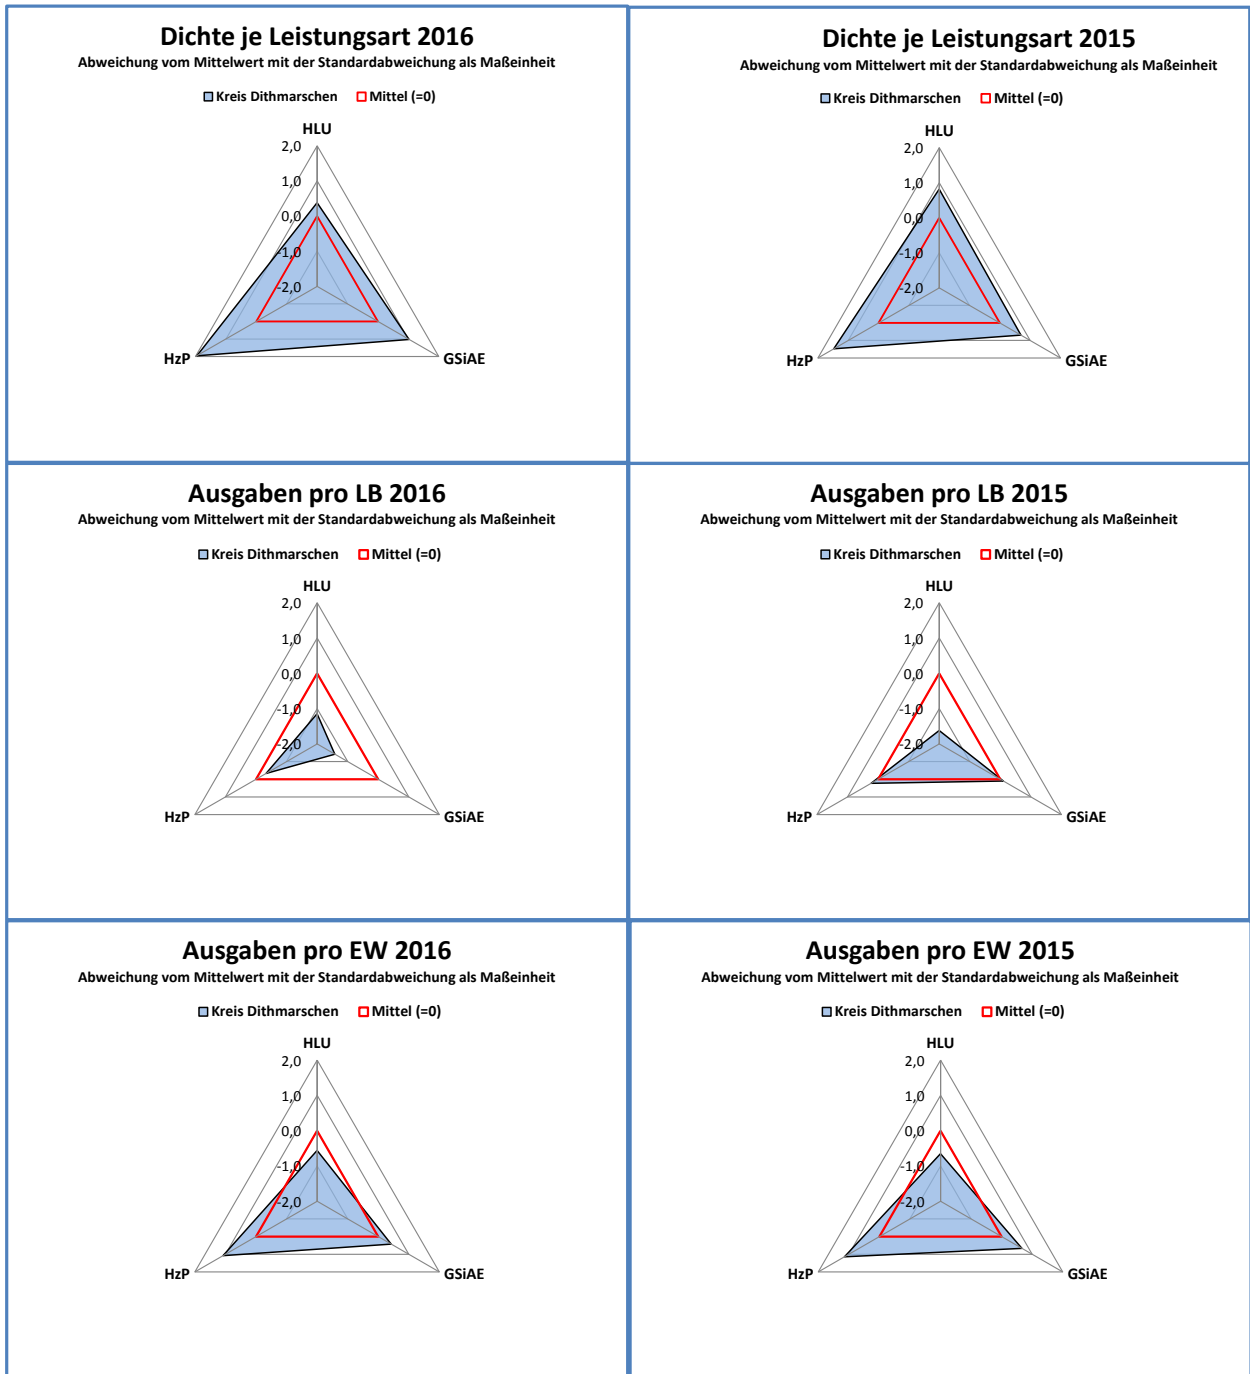 Dichte je Leistungsart 2016
Abweichung vom Mittelwert mit der Standardabweichung als Maßeinheit
Kreis Dithmarschen Mittel (=0)
HLU
2,0
1,0
0,0
-1,0
-2,0
HzP
GSiAE
Dichte je Leistungsart 2015
Abweichung vom Mittelwert mit der Standardabweichung als Maßeinheit
Kreis Dithmarschen Mittel (=0)
HLU
2,0
1,0
0,0
-1,0
-2,0
HzP
GSiAE
Ausgaben pro LB 2016
Abweichung vom Mittelwert mit der Standardabweichung als Maßeinheit
Kreis Dithmarschen Mittel (=0)
HLU
2,0
1,0
0,0
-1,0
-2,0
HzP
GSiAE
Ausgaben pro LB 2015
Abweichung vom Mittelwert mit der Standardabweichung als Maßeinheit
Kreis Dithmarschen Mittel (=0)
HLU
2,0
1,0
0,0
-1,0
-2,0
HzP
GSiAE
Ausgaben pro EW 2016
Abweichung vom Mittelwert mit der Standardabweichung als Maßeinheit
Kreis Dithmarschen Mittel (=0)
HLU
2,0
1,0
0,0
-1,0
-2,0
HzP
GSiAE
Ausgaben pro EW 2015
Abweichung vom Mittelwert mit der Standardabweichung als Maßeinheit
Kreis Dithmarschen Mittel (=0)
HLU
2,0
1,0
0,0
-1,0
-2,0
HzP
GSiAE